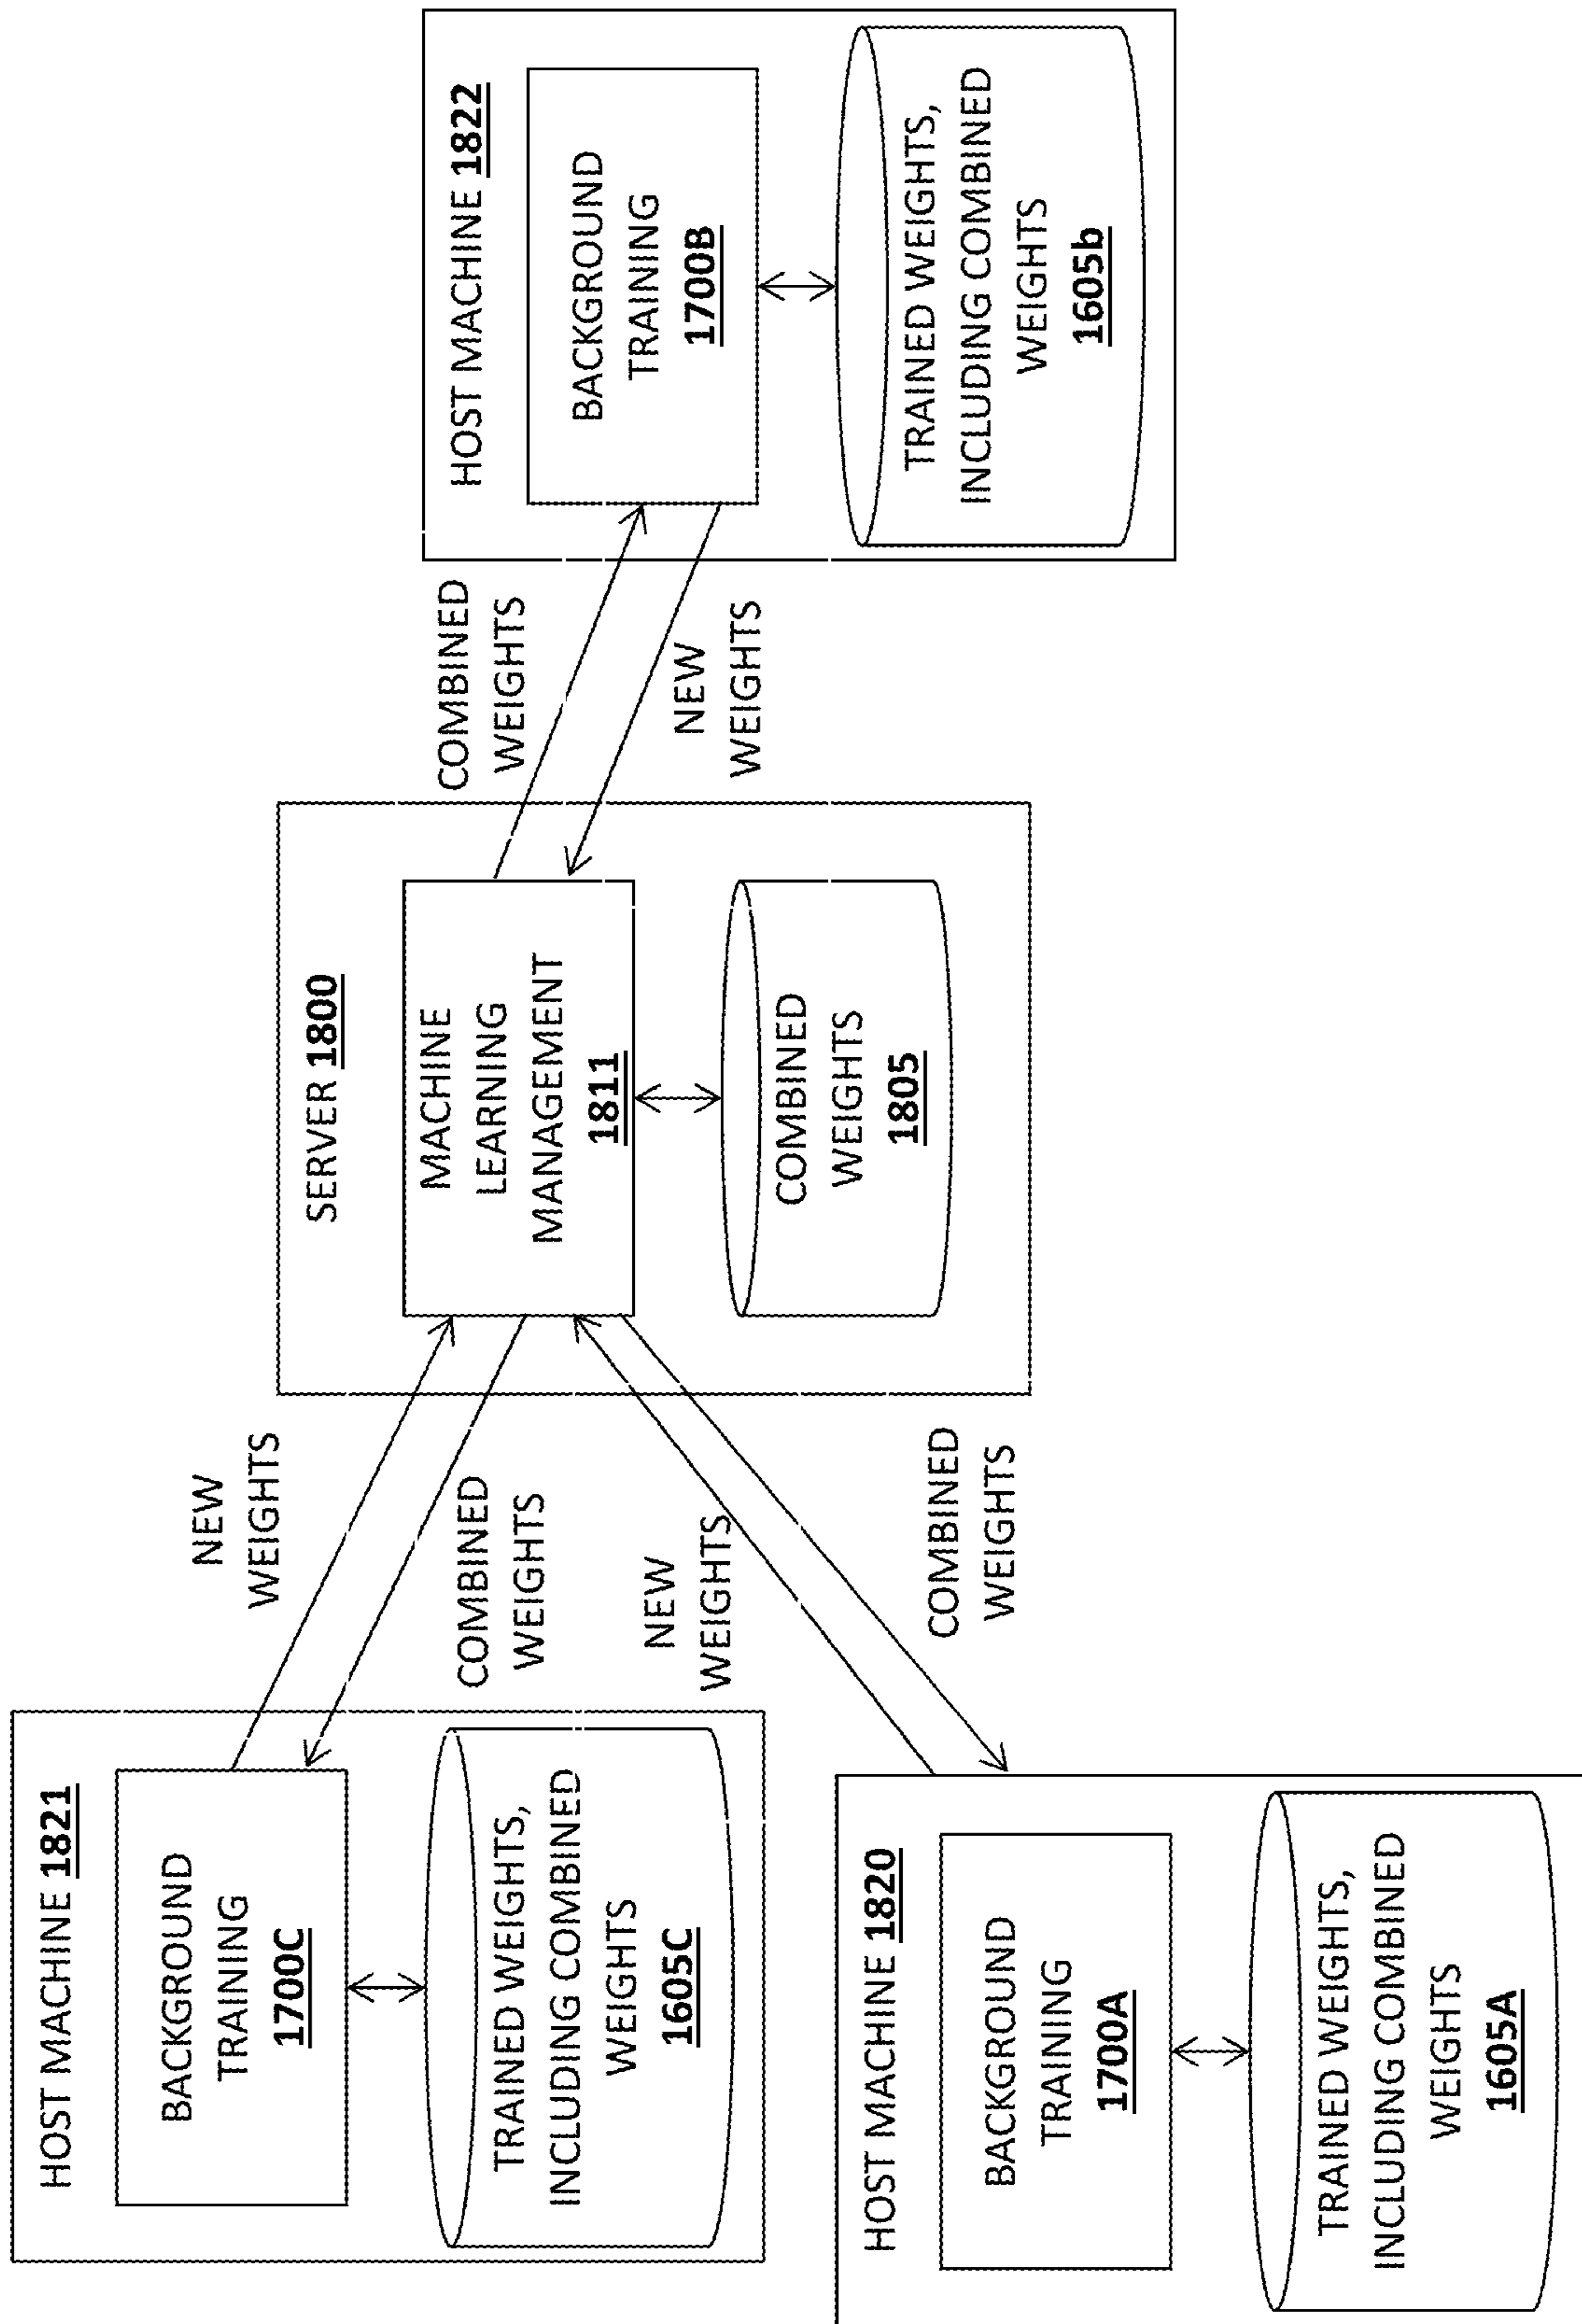 HOST MACHINE 1821
BACKGROUND
TRAINING
1700C
TRAINED WEIGHTS,
INCLUDING COMBINED
WEIGHTS
1605C
NEW
WEIGHTS
COMBINED
WEIGHTS
HOST MACHINE 1820
BACKGROUND
TRAINING
1700A
TRAINED WEIGHTS,
INCLUDING COMBINED
WEIGHTS
1605A
NEW
WEIGHTS
COMBINED
WEIGHTS
SERVER 1800
MACHINE
LEARNING
MANAGEMENT
1811
COMBINED
WEIGHTS
1805
COMBINED
WEIGHTS
NEW
WEIGHTS
HOST MACHINE 1822
BACKGROUND
TRAINING
1700B
TRAINED WEIGHTS,
INCLUDING COMBINED
WEIGHTS
1605b